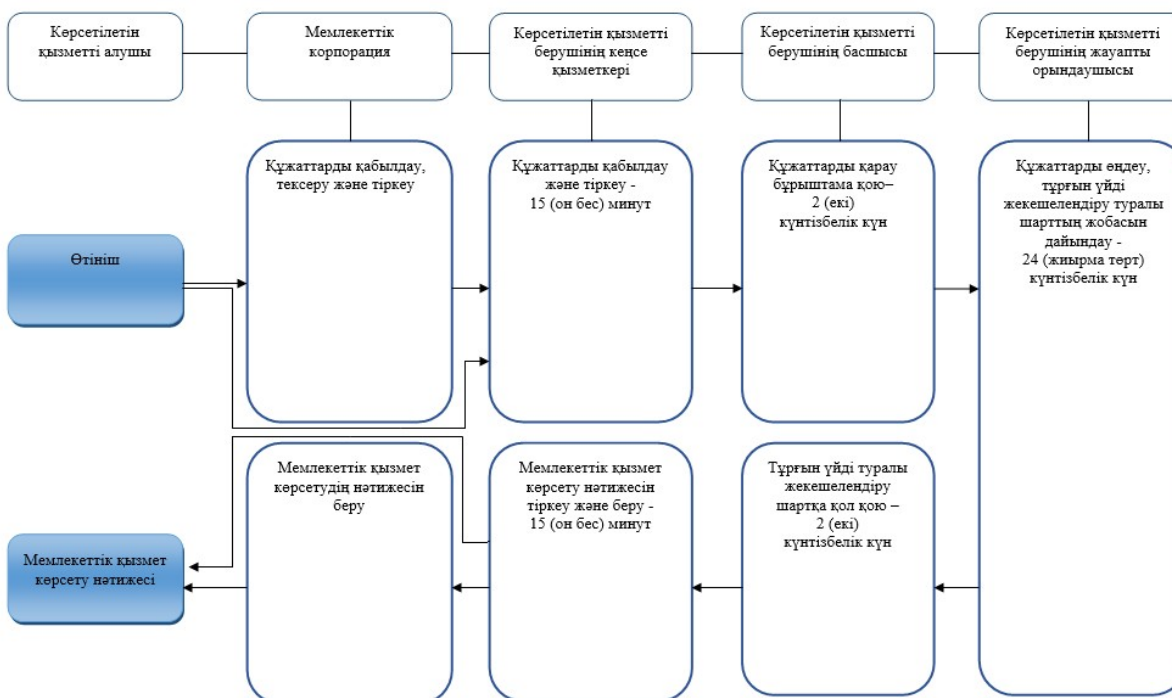 Көрсетілетін
қызметті алушы
Мемлекеттік
корпорация
Көрсетілетін қызметті
берушінің кеңсе
қызметкері
Көрсетілетін қызметті
берушінің басшысы
Көрсетілетін қызметті
берушінің жауапты
орындаушысы
Өтініш
Құжаттарды қабылдау,
тексеру және тіркеу
Құжаттарды қабылдау
және тіркеу -
15 (он бес) минут
Құжаттарды қарау
бұрыштама қою–
2 (екі)
күнтізбелік күн
Құжаттарды өңдеу,
тұрғын үйді
жекешелендіру туралы
шарттың жобасын
дайындау -
24 (жиырма төрт)
күнтізбелік күн
Мемлекеттік қызмет
көрсету нәтижесі
Мемлекеттік қызмет
көрсетудің нәтижесін
беру
Мемлекеттік қызмет
көрсету нәтижесін
тіркеу және беру -
15 (он бес) минут
Тұрғын үйді туралы
жекешелендіру
шартқа қол қою –
2 (екі)
күнтізбелік күн